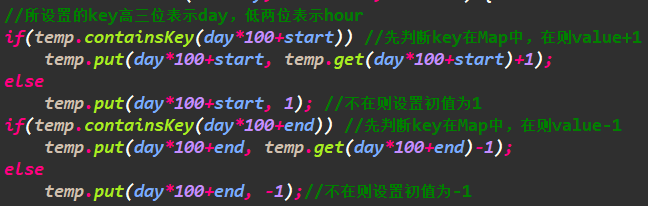 //所设置的key高三位表示day，低两位表示hour
if(temp.containsKey(day*100+start)) //先判断key在Map中，在则value+1
    temp.put(day*100+start, temp.get(day*100+start)+1);
else
    temp.put(day*100+start, 1); //不在则设置初值为1
if(temp.containsKey(day*100+end)) //先判断key在Map中，在则value-1
    temp.put(day*100+end, temp.get(day*100+end)-1);
else
    temp.put(day*100+end, -1);//不在则设置初值为-1